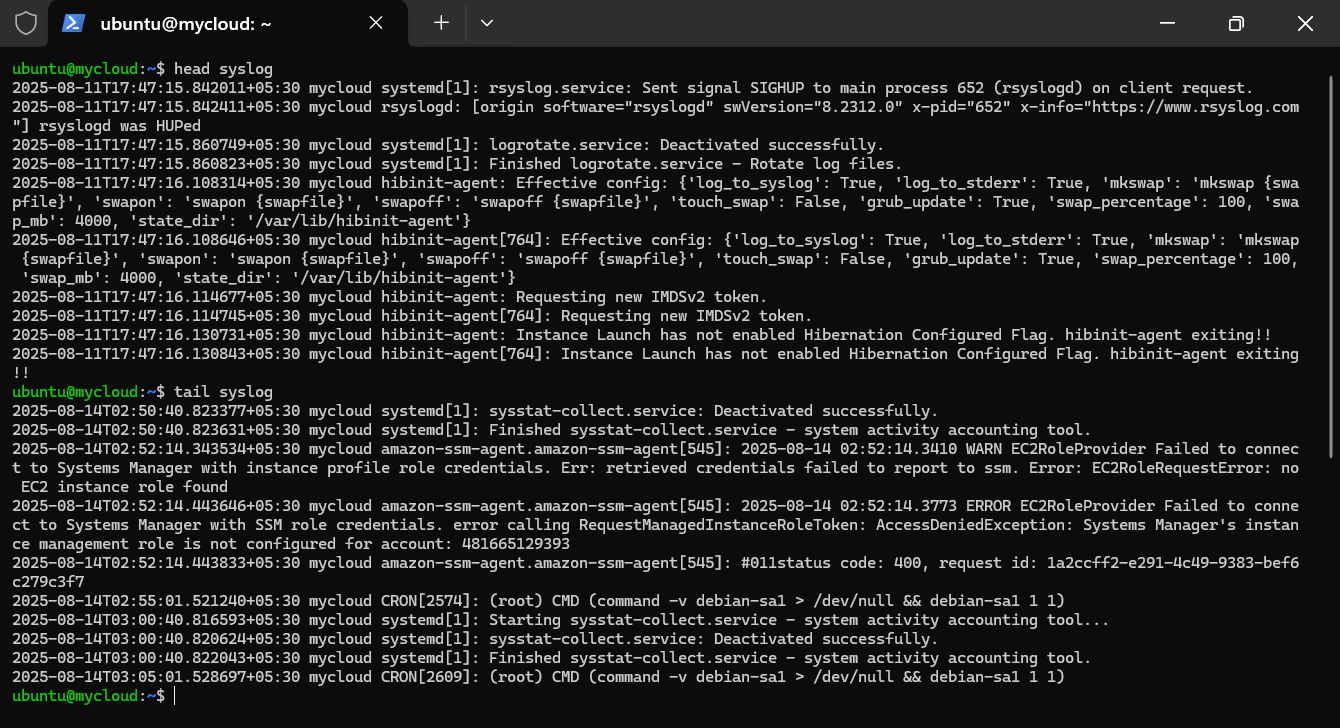 ubuntu@mycloud: ~
ubuntu@mycloud:~$ head syslog
2025-08-11T17:47:15.842011+05:30 mycloud systemd[1]: rsyslog.service: Sent signal SIGHUP to main process 652 (rsyslogd) on client request.
2025-08-11T17:47:15.842411+05:30 mycloud rsyslogd: [origin software="rsyslogd" swVersion="8.2312.0" x-pid="652" x-info="https://www.rsyslog.com
"] rsyslogd was HUPed
2025-08-11T17:47:15.860749+05:30 mycloud systemd[1]: logrotate.service: Deactivated successfully.
2025-08-11T17:47:15.860823+05:30 mycloud systemd[1]: Finished logrotate.service - Rotate log files.
2025-08-11T17:47:16.108314+05:30 mycloud hibinit-agent: Effective config: {'log_to_syslog': True, 'log_to_stderr': True, 'mkswap': 'mkswap {swa
pfile}', 'swapon': 'swapon {swapfile}', 'swapoff': 'swapoff {swapfile}', 'touch_swap': False, 'grub_update': True, 'swap_percentage': 100, 'swa
p_mb': 4000, 'state_dir': '/var/lib/hibinit-agent'}
2025-08-11T17:47:16.108646+05:30 mycloud hibinit-agent[764]: Effective config: {'log_to_syslog': True, 'log_to_stderr': True, 'mkswap': 'mkswap
 {swapfile}', 'swapon': 'swapon {swapfile}', 'swapoff': 'swapoff {swapfile}', 'touch_swap': False, 'grub_update': True, 'swap_percentage': 100,
 'swap_mb': 4000, 'state_dir': '/var/lib/hibinit-agent'}
2025-08-11T17:47:16.114677+05:30 mycloud hibinit-agent: Requesting new IMDSv2 token.
2025-08-11T17:47:16.114745+05:30 mycloud hibinit-agent[764]: Requesting new IMDSv2 token.
2025-08-11T17:47:16.130731+05:30 mycloud hibinit-agent: Instance Launch has not enabled Hibernation Configured Flag. hibinit-agent exiting!!
2025-08-11T17:47:16.130843+05:30 mycloud hibinit-agent[764]: Instance Launch has not enabled Hibernation Configured Flag. hibinit-agent exiting
!!
ubuntu@mycloud:~$ tail syslog
2025-08-14T02:50:40.823377+05:30 mycloud systemd[1]: sysstat-collect.service: Deactivated successfully.
2025-08-14T02:50:40.823631+05:30 mycloud systemd[1]: Finished sysstat-collect.service - system activity accounting tool.
2025-08-14T02:52:14.343534+05:30 mycloud amazon-ssm-agent.amazon-ssm-agent[545]: 2025-08-14 02:52:14.3410 WARN EC2RoleProvider Failed to connec
t to Systems Manager with instance profile role credentials. Err: retrieved credentials failed to report to ssm. Error: EC2RoleRequestError: no
 EC2 instance role found
2025-08-14T02:52:14.443646+05:30 mycloud amazon-ssm-agent.amazon-ssm-agent[545]: 2025-08-14 02:52:14.3773 ERROR EC2RoleProvider Failed to conne
ct to Systems Manager with SSM role credentials. error calling RequestManagedInstanceRoleToken: AccessDeniedException: Systems Manager's instan
ce management role is not configured for account: 481665129393
2025-08-14T02:52:14.443833+05:30 mycloud amazon-ssm-agent.amazon-ssm-agent[545]: #011status code: 400, request id: 1a2ccff2-e291-4c49-9383-bef6
c279c3f7
2025-08-14T02:55:01.521240+05:30 mycloud CRON[2574]: (root) CMD (command -v debian-sa1 > /dev/null && debian-sa1 1 1)
2025-08-14T03:00:40.816593+05:30 mycloud systemd[1]: Starting sysstat-collect.service - system activity accounting tool...
2025-08-14T03:00:40.820624+05:30 mycloud systemd[1]: sysstat-collect.service: Deactivated successfully.
2025-08-14T03:00:40.822043+05:30 mycloud systemd[1]: Finished sysstat-collect.service - system activity accounting tool.
2025-08-14T03:05:01.528697+05:30 mycloud CRON[2609]: (root) CMD (command -v debian-sa1 > /dev/null && debian-sa1 1 1)
ubuntu@mycloud:~$